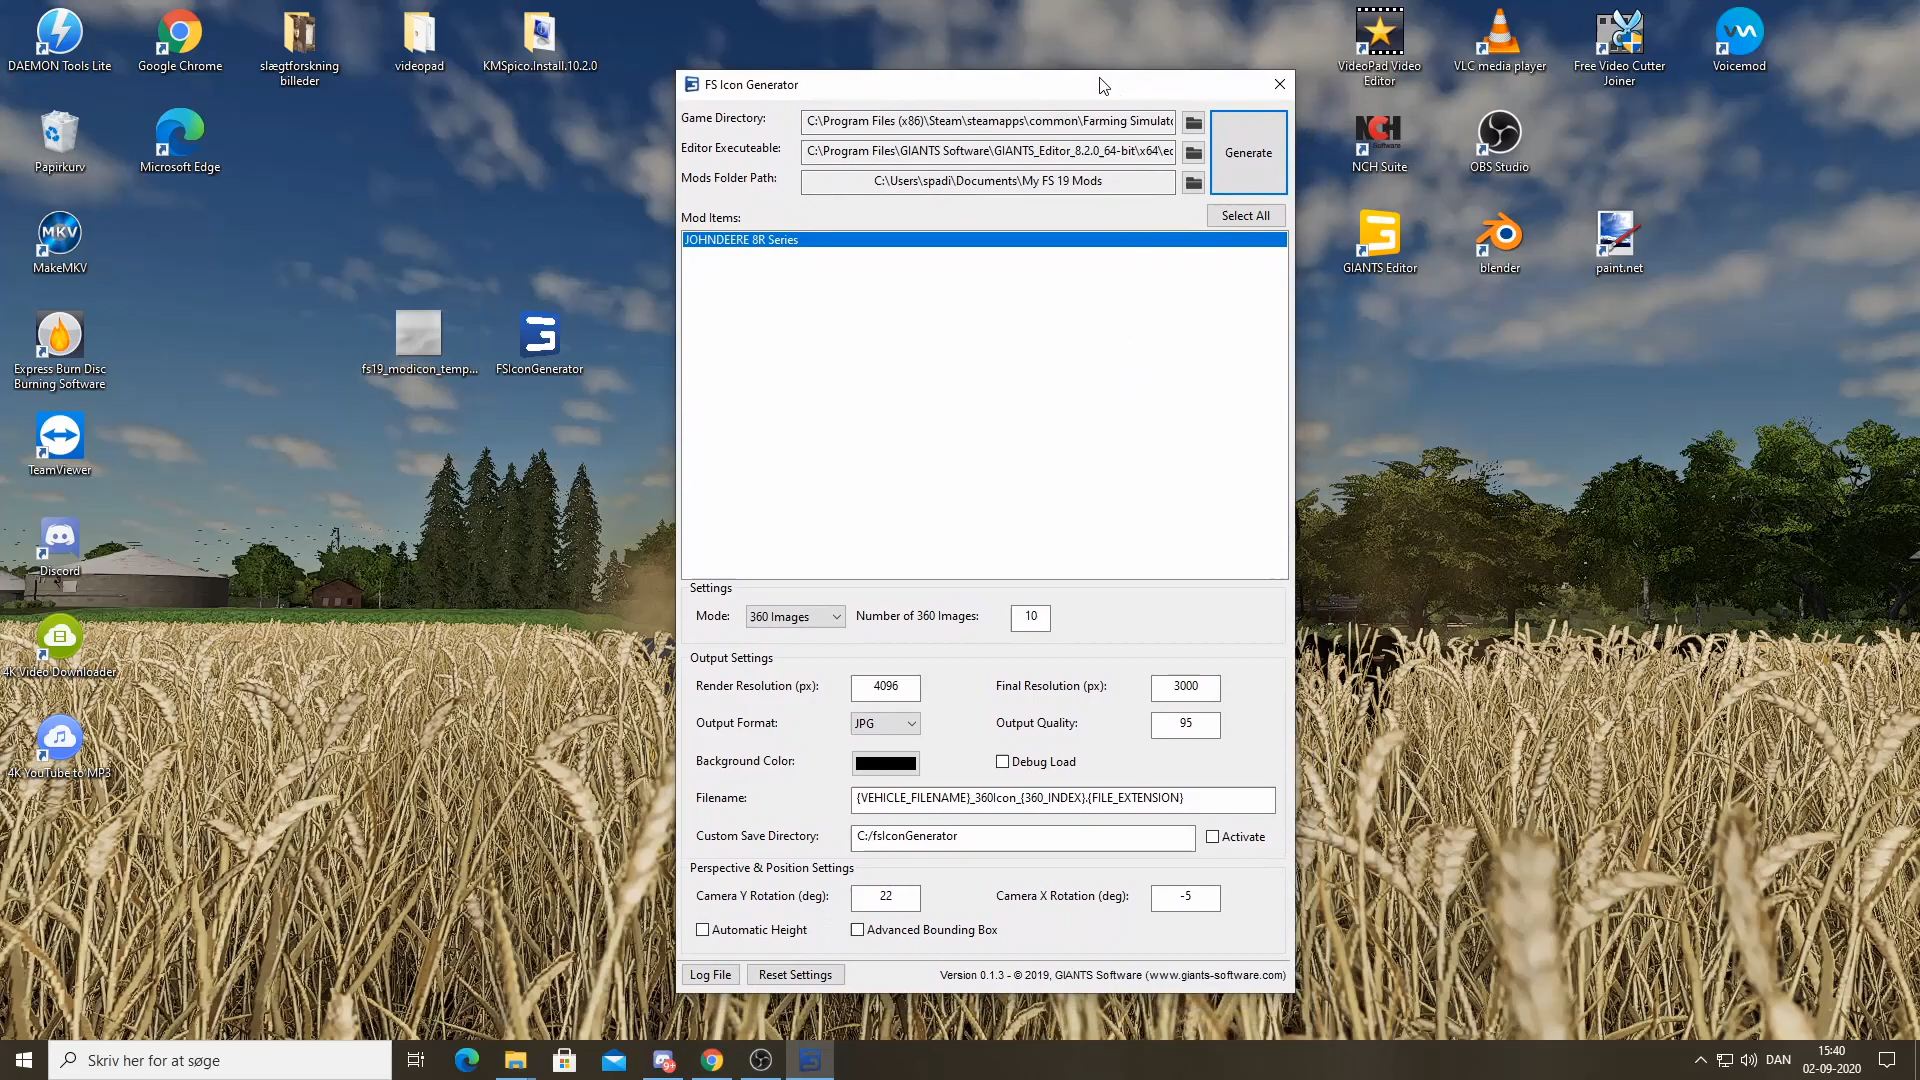 DAEMON Tools Lite
Google Chrome
slægtforskning
billeder
videopad
KMSpico.Install.10.2.0
Papirkurv
Microsoft Edge
MKV
MakeMKV
Express Burn Disc
Burning Software
fs19_modicon_temp...
FSIconGenerator
TeamViewer
Discord
4K Video Downloader
4K YouTube to MP3
FS Icon Generator
Game Directory:
C:\Program Files (x86)\Steam\steamapps\common\Farming Simulato
Editor Executeable:
C:\Program Files\GIANTS Software\GIANTS_Editor_8.2.0_64-bit\x64\ec
Generate
Mods Folder Path:
C:\Users\spadi\Documents\My FS 19 Mods
Mod Items:
Select All
JOHNDEERE 8R Series
Settings
Mode:
360 Images
Number of 360 Images:
10
Output Settings
Render Resolution (px):
4096
Final Resolution (px):
3000
Output Format:
JPG
Output Quality:
95
Background Color:
Debug Load
Filename:
{VEHICLE_FILENAME}_360Icon_{360_INDEX}.{FILE_EXTENSION}
Custom Save Directory:
C:/fsIconGenerator
Activate
Perspective & Position Settings
Camera Y Rotation (deg):
22
Camera X Rotation (deg):
-5
Automatic Height
Advanced Bounding Box
Log File
Reset Settings
Version 0.1.3 - © 2019, GIANTS Software (www.giants-software.com)
VideoPad Video
Editor
VLC media player
Free Video Cutter
Joiner
Voicemod
NCH
NCH Suite
OBS Studio
GIANTS Editor
blender
paint.net
Skriv her for at søge
9+
DAN
15:40
02-09-2020